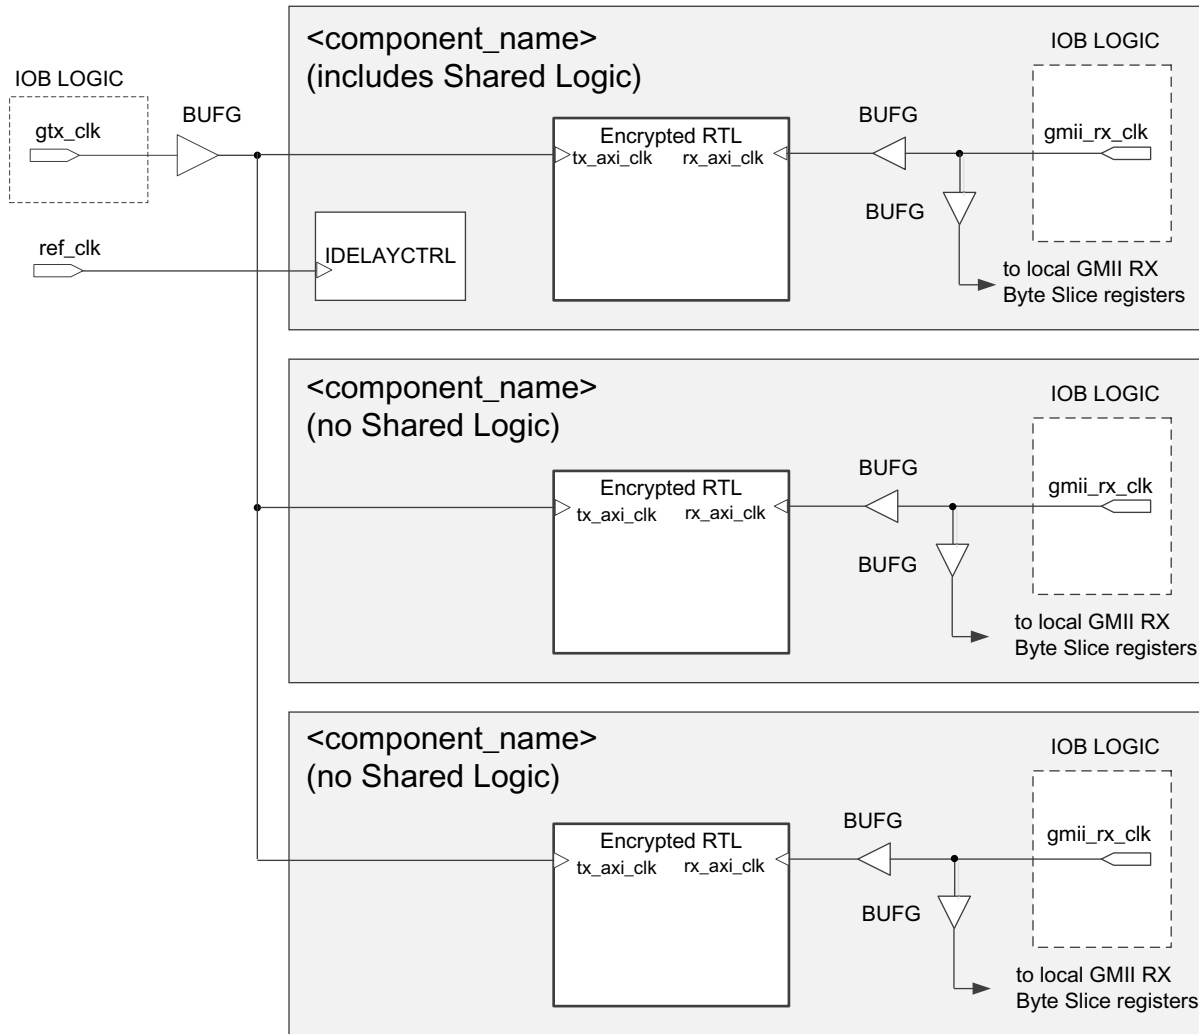 IOB LOGIC
gtx_clk
BUFG
ref_clk
<component_name>
(includes Shared Logic)
IDELAYCTRL
Encrypted RTL
tx_axi_clk rx_axi_clk
BUFG
BUFG
IOB LOGIC
gmii_rx_clk
to local GMII RX
Byte Slice registers
<component_name>
(no Shared Logic)
Encrypted RTL
tx_axi_clk rx_axi_clk
BUFG
BUFG
IOB LOGIC
gmii_rx_clk
to local GMII RX
Byte Slice registers
<component_name>
(no Shared Logic)
Encrypted RTL
tx_axi_clk rx_axi_clk
BUFG
BUFG
IOB LOGIC
gmii_rx_clk
to local GMII RX
Byte Slice registers